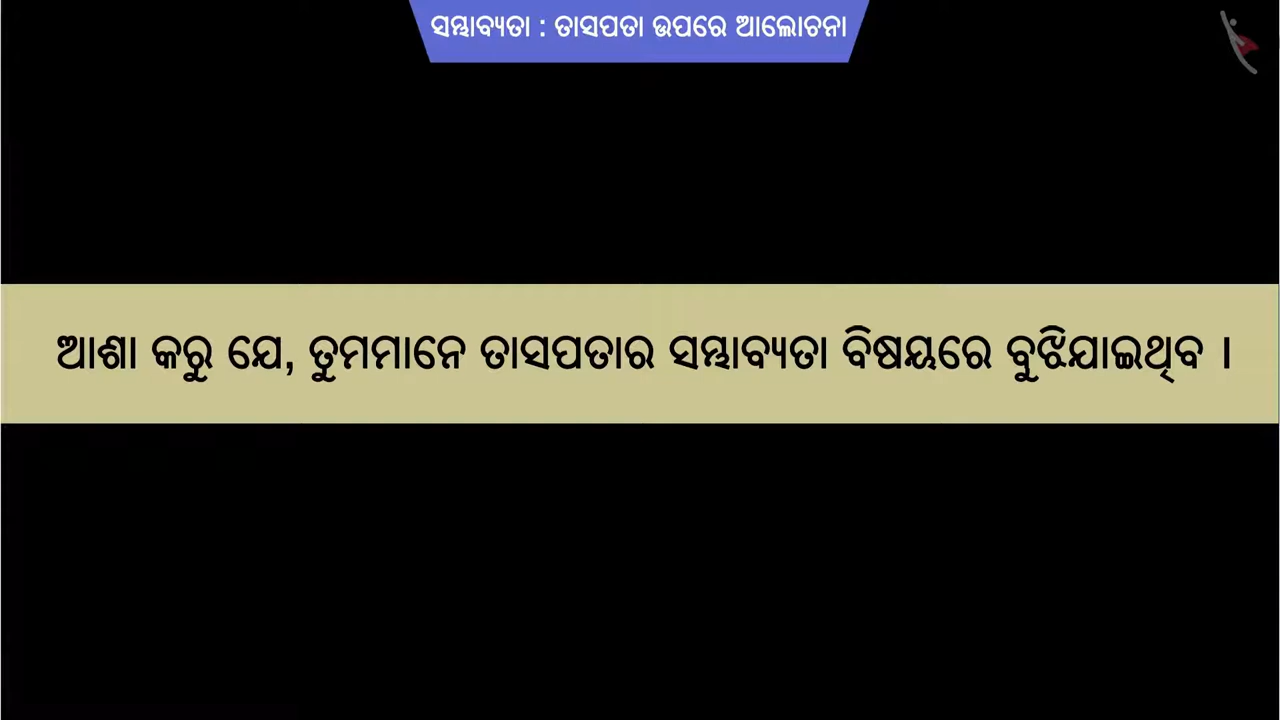 ସମ୍ଭାବ୍ୟତା : ତାସପତା ଉପରେ ଆଲୋଚନା
ଆଶା କରୁ ଯେ, ତୁମମାନେ ତାସପତାର ସମ୍ଭାବ୍ୟତା ବିଷୟରେ ବୁଝିଯାଇଥିବ ।